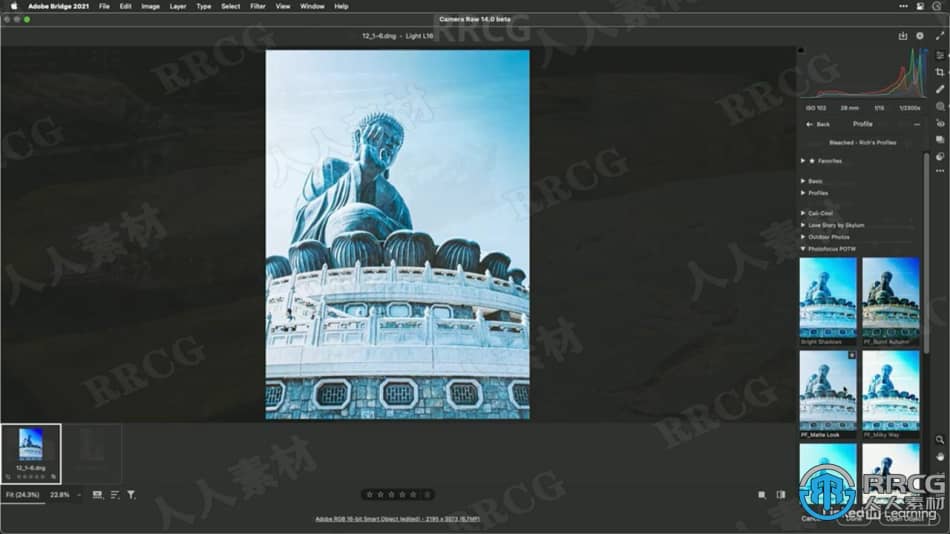 Adobe Bridge 2021 File Edit Image Layer Type Select Filter View Window Help
Camera Raw 14.0 beta
12_1-6.dng - Light L16
ISO 102 28 mm f/15 1/2300s
Back Profile
Bleached - Rich's Profiles
Favorites
Basic
Profiles
Cali-Cool
Love Story by Skylum
Outdoor Photos
Photofocus POTW
Bright Shadows PF_Burnt Autumn
PF_Matte Look PF_Milky Way
12_1-6.dng
Fit (24.3%) 22.8%
Adobe RGB 16-bit Smart Object (edited) - 2195 x 3073 (6.7MP)
Done Open Object
RRCG
人人素材
LinkedIn Learning
RRCG
人人素材